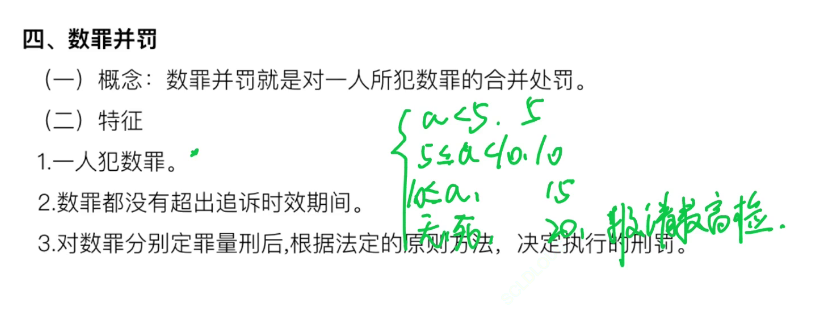 四、数罪并罚
（一）概念：数罪并罚就是对一人所犯数罪的合并处罚。
（二）特征
1.一人犯数罪。
2.数罪都没有超出追诉时效期间。
3.对数罪分别定罪量刑后,根据法定的原则方法，决定执行的刑罚。
a<5. 5
5≤a<10. 10
10≤a, 15
无.死, 20, 报请最高检.